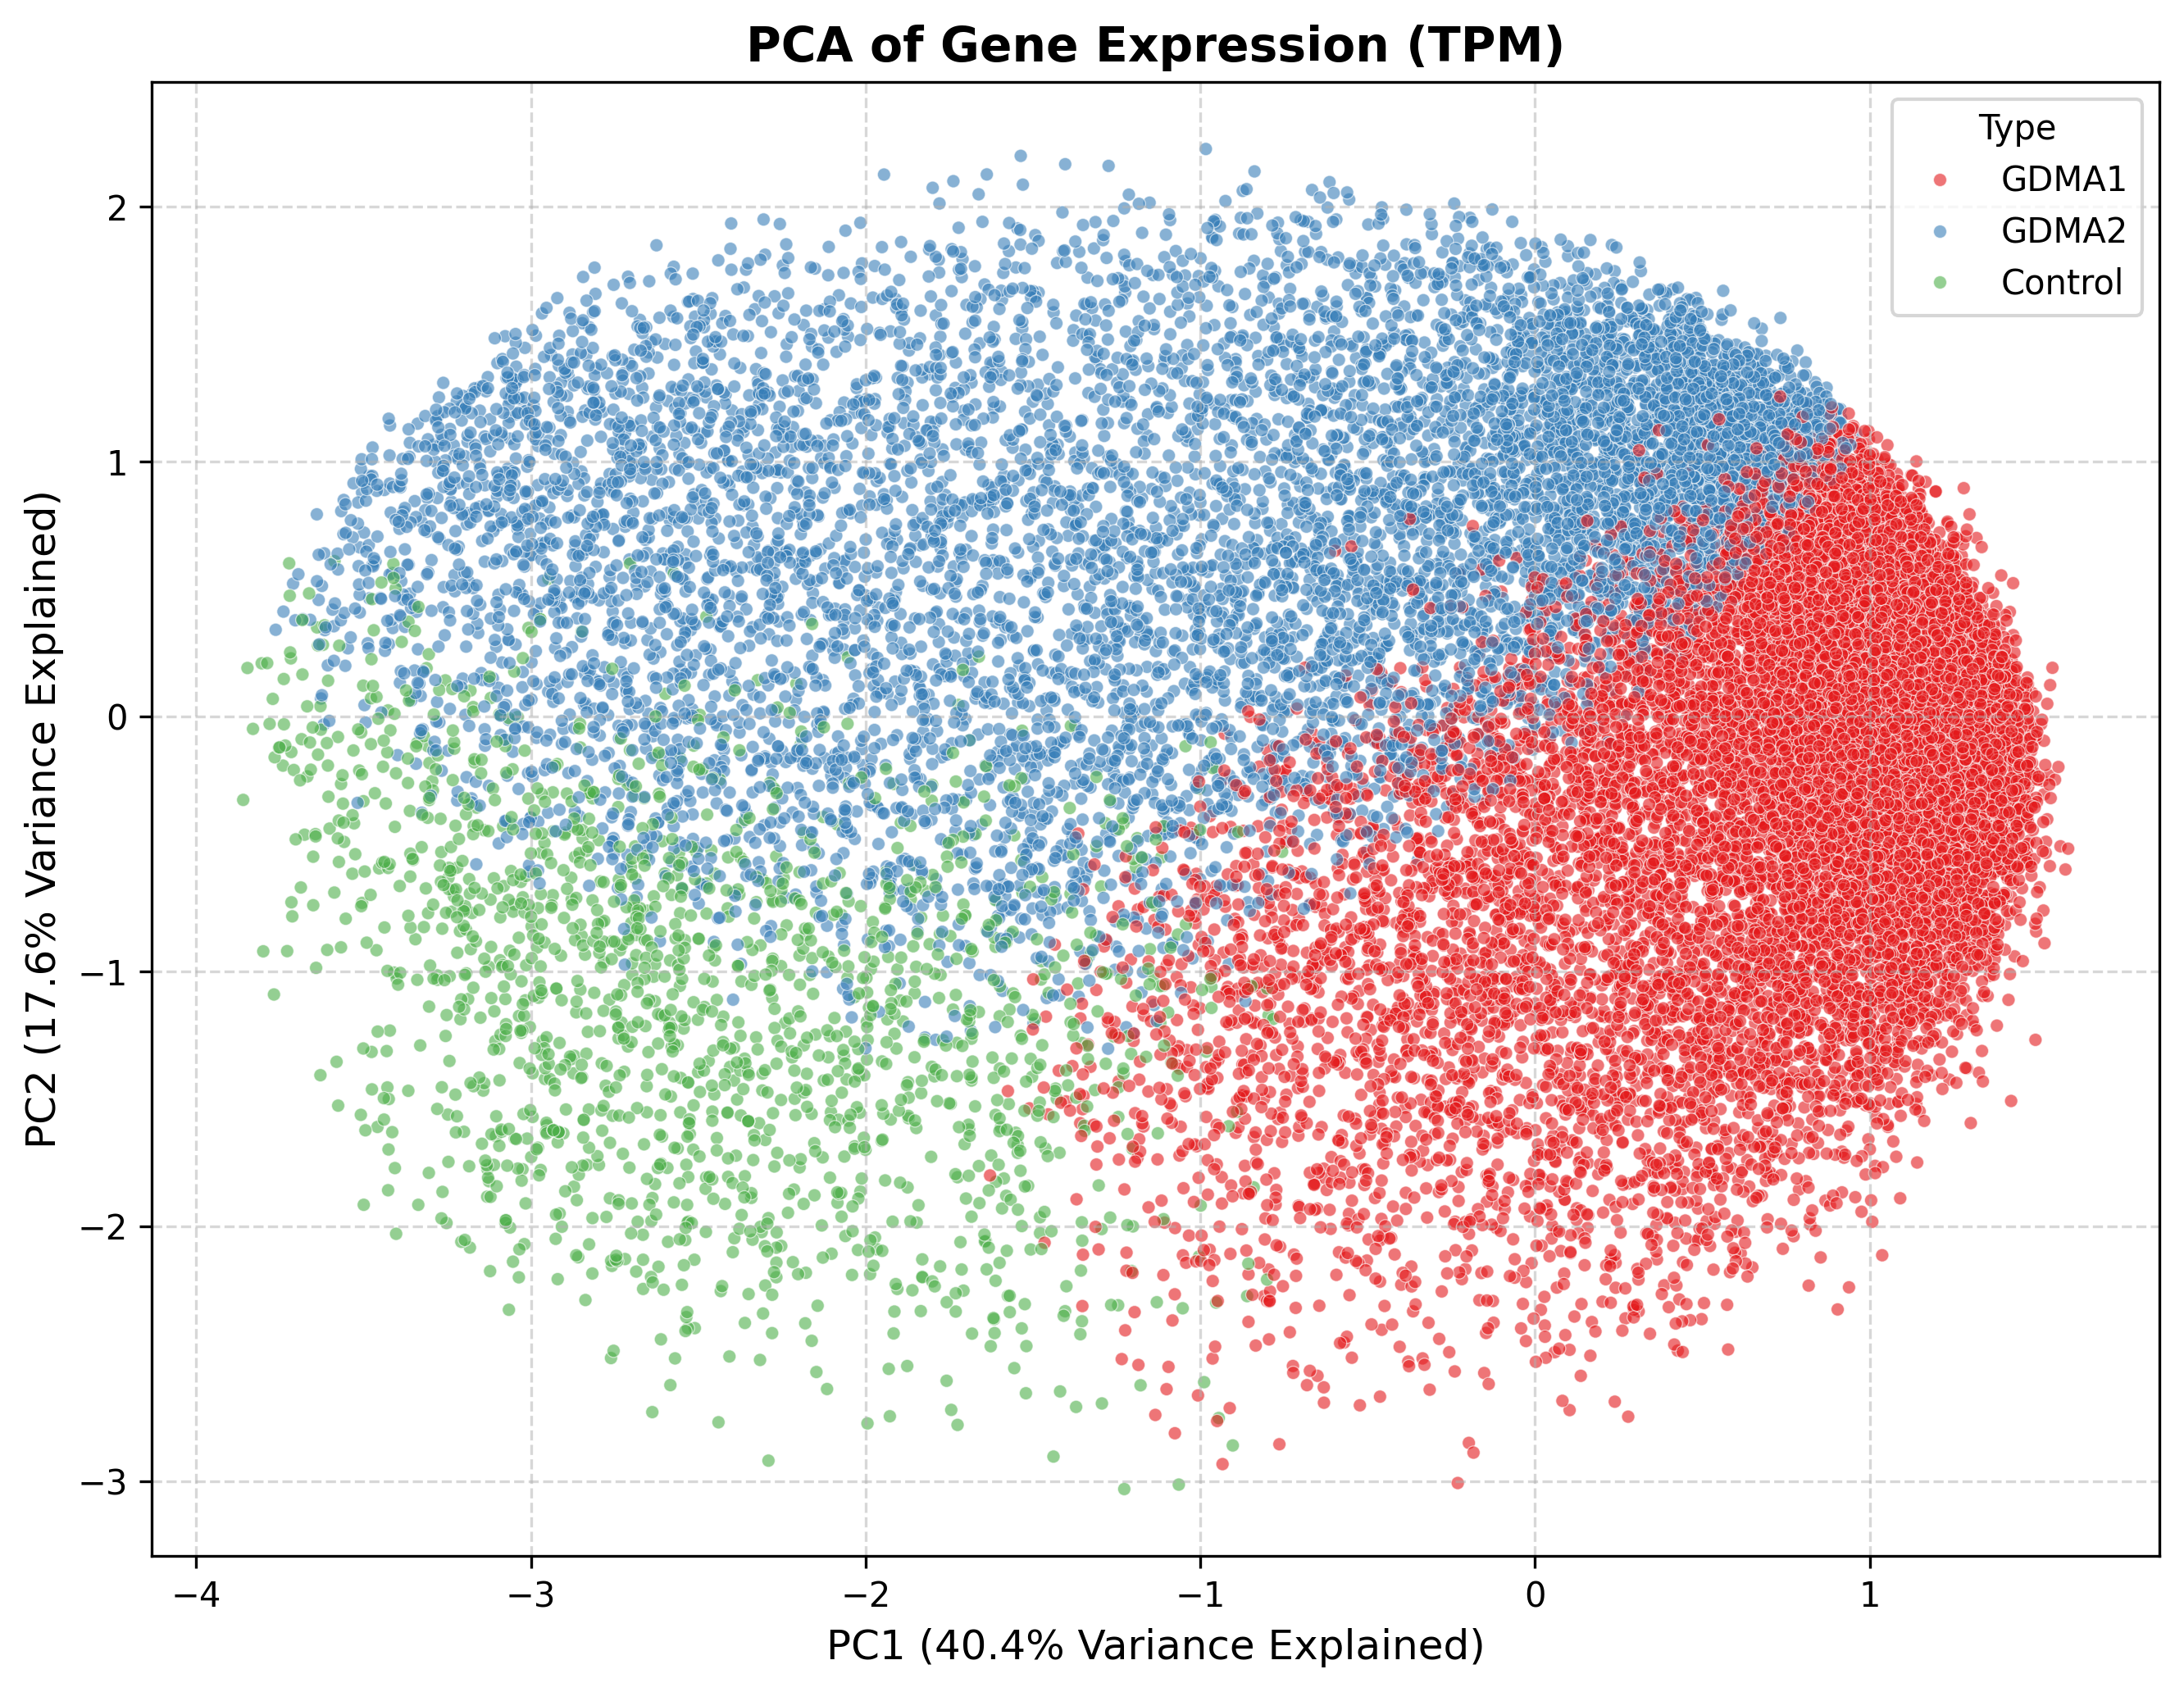 PCA of Gene Expression (TPM)
Type
GDMA1
GDMA2
Control
2
1
0
−1
−2
−3
PC2 (17.6% Variance Explained)
−4
−3
−2
−1
0
1
PC1 (40.4% Variance Explained)